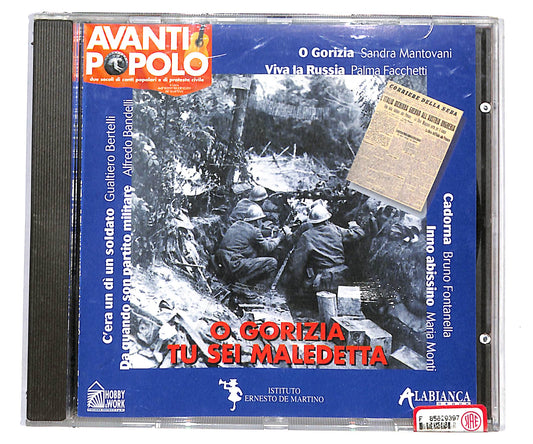 AVANTI
POPOLO
due secoli di canti popolari e di protesta civile
O Gorizia Sandra Mantovani
Viva la Russia Palma Facchetti
CORRIERE DELLA SERA
C'era un dì un soldato Gualtiero Bertelli
Da quando son partito militare Alfredo Bandelli
Cadorna Bruno Fontanella
Inno abissino Maria Monti
O GORIZIA
TU SEI MALEDETTA
HOBBY
& WORK
ISTITUTO
ERNESTO DE MARTINO
ALABIANCA